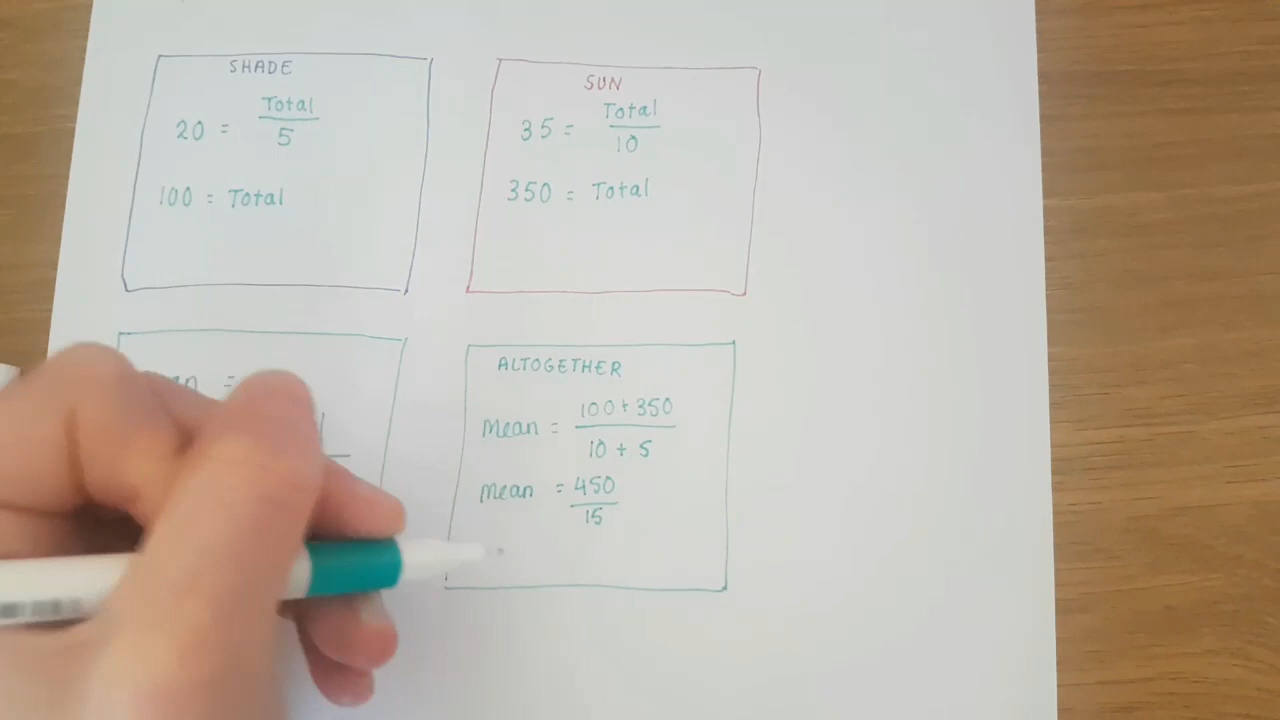 SHADE
20 = Total
5
100 = Total
SUN
35 = Total
10
350 = Total
=
ALTOGETHER
Mean = 100 + 350
10 + 5
Mean = 450
15